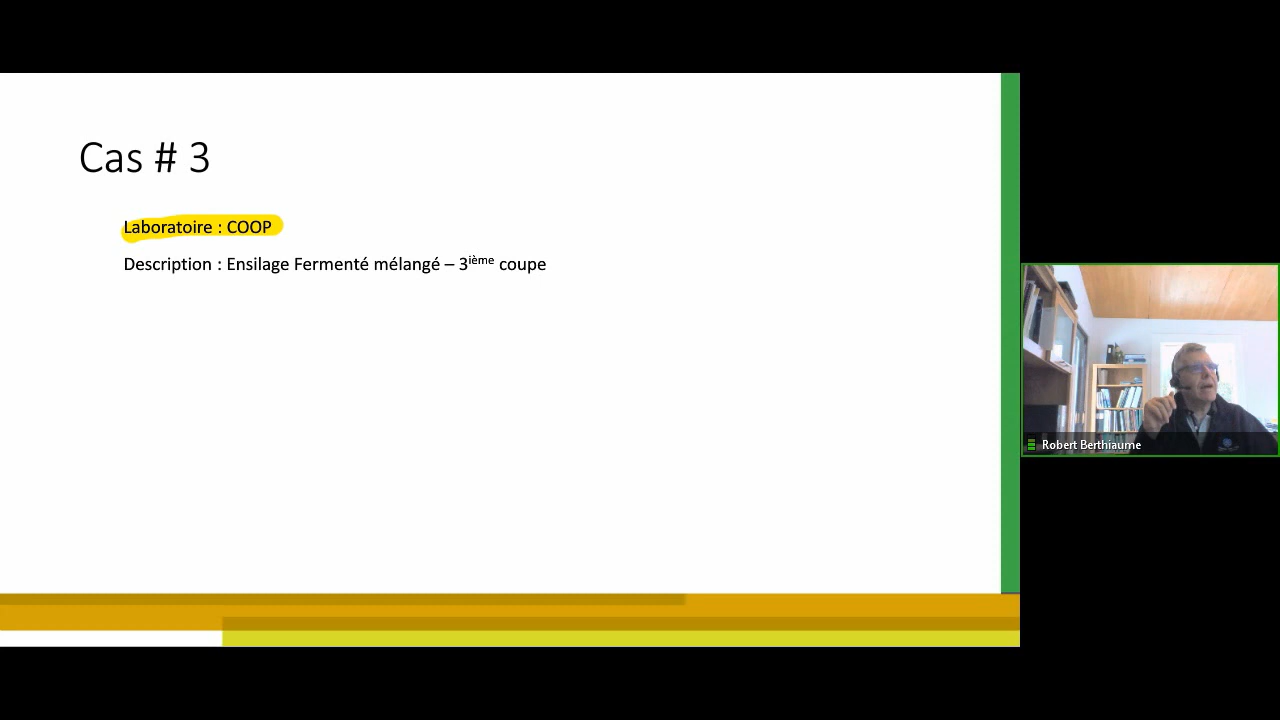 Cas # 3
Laboratoire : COOP
Description : Ensilage Fermenté mélangé – 3ième coupe
Robert Berthiaume